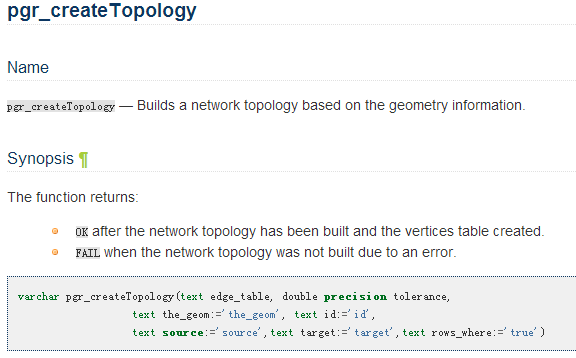 pgr_createTopology
Name
pgr_createTopology — Builds a network topology based on the geometry information.
Synopsis ¶
The function returns:
OK after the network topology has been built and the vertices table created.
FAIL when the network topology was not built due to an error.
varchar pgr_createTopology(text edge_table, double precision tolerance,
text the_geom:='the_geom', text id:='id',
text source:='source',text target:='target',text rows_where:='true')